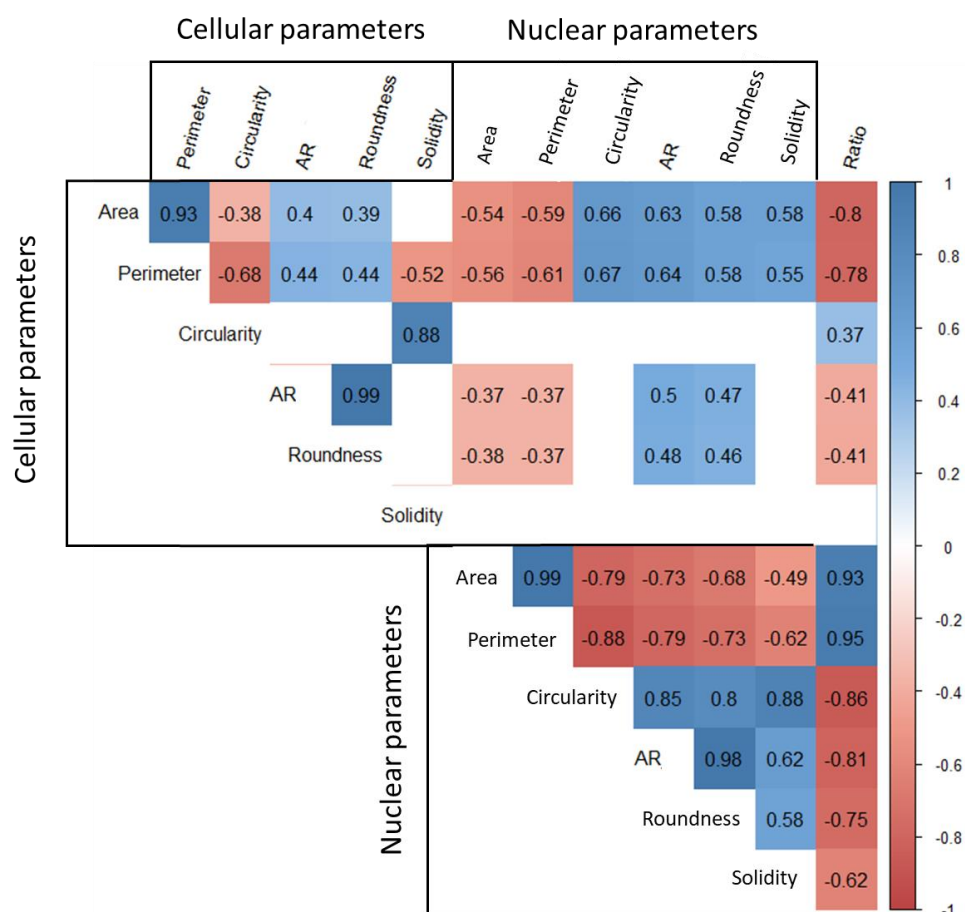 Cellular parameters Nuclear parameters
Perimeter Circularity AR Roundness Solidity Area Perimeter Circularity AR Roundness Solidity Ratio
Area 0.93 -0.38 0.4 0.39 -0.54 -0.59 0.66 0.63 0.58 0.58 -0.8
Perimeter -0.68 0.44 0.44 -0.52 -0.56 -0.61 0.67 0.64 0.58 0.55 -0.78
Circularity 0.88 0.37
AR 0.99 -0.37 -0.37 0.5 0.47 -0.41
Roundness -0.38 -0.37 0.48 0.46 -0.41
Solidity
Cellular parameters
Area 0.99 -0.79 -0.73 -0.68 -0.49 0.93
Perimeter -0.88 -0.79 -0.73 -0.62 0.95
Circularity 0.85 0.8 0.88 -0.86
AR 0.98 0.62 -0.81
Roundness 0.58 -0.75
Solidity -0.62
Nuclear parameters
1
0.8
0.6
0.4
0.2
0
-0.2
-0.4
-0.6
-0.8
-1